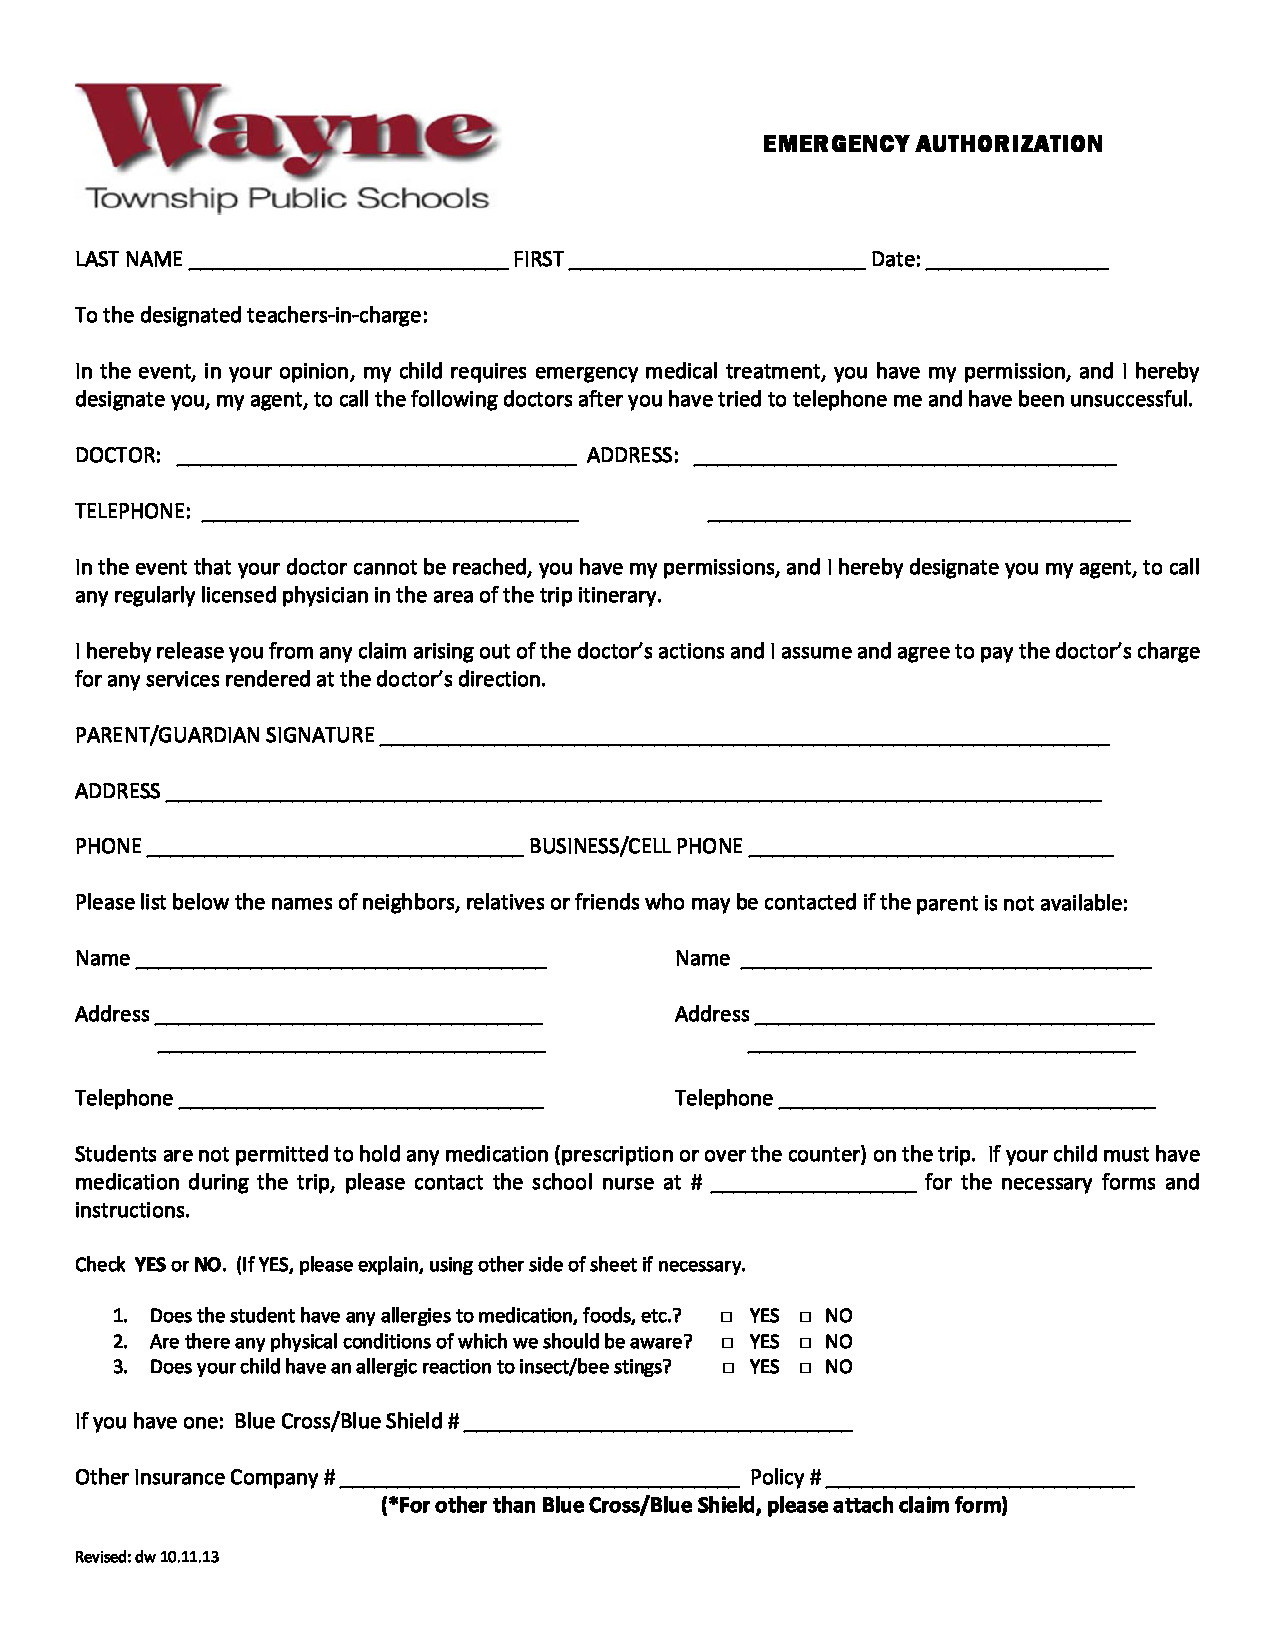 Wayne
Township Public Schools
EMERGENCY AUTHORIZATION
LAST NAME ____________________________ FIRST __________________________ Date: ________________
To the designated teachers-in-charge:
In the event, in your opinion, my child requires emergency medical treatment, you have my permission, and I hereby
designate you, my agent, to call the following doctors after you have tried to telephone me and have been unsuccessful.
DOCTOR: ___________________________________ ADDRESS: _____________________________________
TELEPHONE: _________________________________ _____________________________________
In the event that your doctor cannot be reached, you have my permissions, and I hereby designate you my agent, to call
any regularly licensed physician in the area of the trip itinerary.
I hereby release you from any claim arising out of the doctor’s actions and I assume and agree to pay the doctor’s charge
for any services rendered at the doctor’s direction.
PARENT/GUARDIAN SIGNATURE ________________________________________________________________
ADDRESS __________________________________________________________________________________
PHONE _________________________________ BUSINESS/CELL PHONE ________________________________
Please list below the names of neighbors, relatives or friends who may be contacted if the parent is not available:
Name ____________________________________ Name ____________________________________
Address __________________________________ Address ___________________________________
__________________________________ __________________________________
Telephone ________________________________ Telephone _________________________________
Students are not permitted to hold any medication (prescription or over the counter) on the trip. If your child must have
medication during the trip, please contact the school nurse at # __________________ for the necessary forms and
instructions.
Check YES or NO. (If YES, please explain, using other side of sheet if necessary.
1. Does the student have any allergies to medication, foods, etc.? □ YES □ NO
2. Are there any physical conditions of which we should be aware? □ YES □ NO
3. Does your child have an allergic reaction to insect/bee stings? □ YES □ NO
If you have one: Blue Cross/Blue Shield # __________________________________
Other Insurance Company # ___________________________________ Policy # ___________________________
(*For other than Blue Cross/Blue Shield, please attach claim form)
Revised: dw 10.11.13